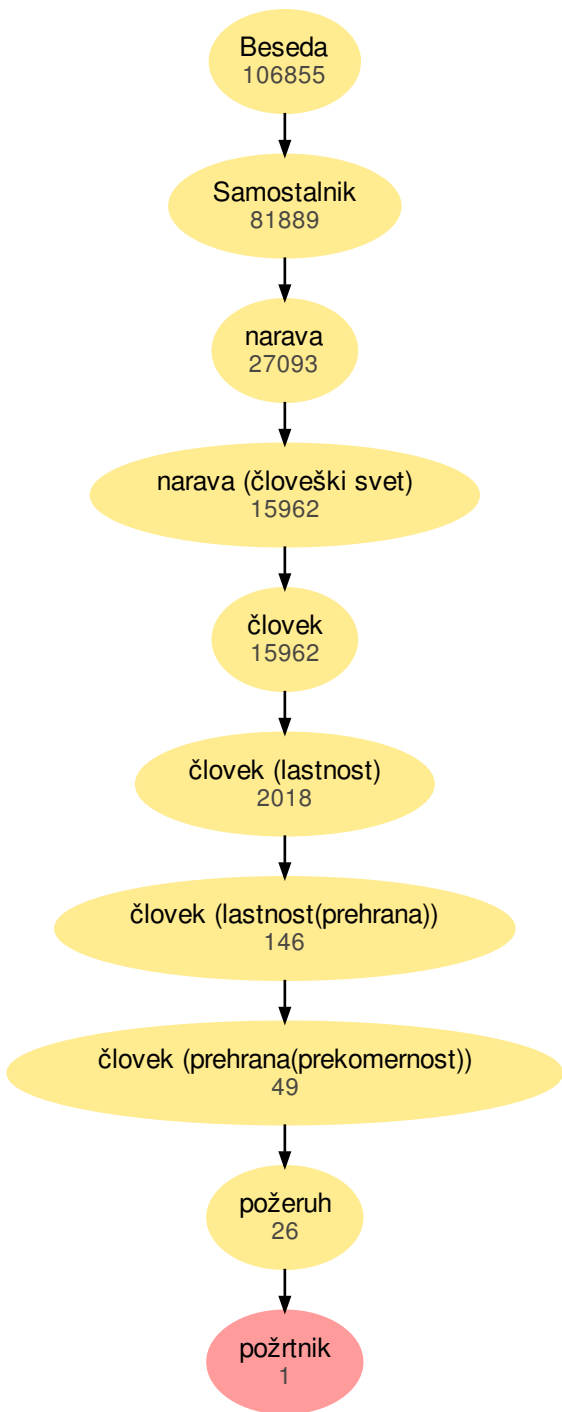 Beseda
106855
Samostalnik
81889
narava
27093
narava (človeški svet)
15962
človek
15962
človek (lastnost)
2018
človek (lastnost(prehrana))
146
človek (prehrana(prekomernost))
49
požeruh
26
požrtnik
1